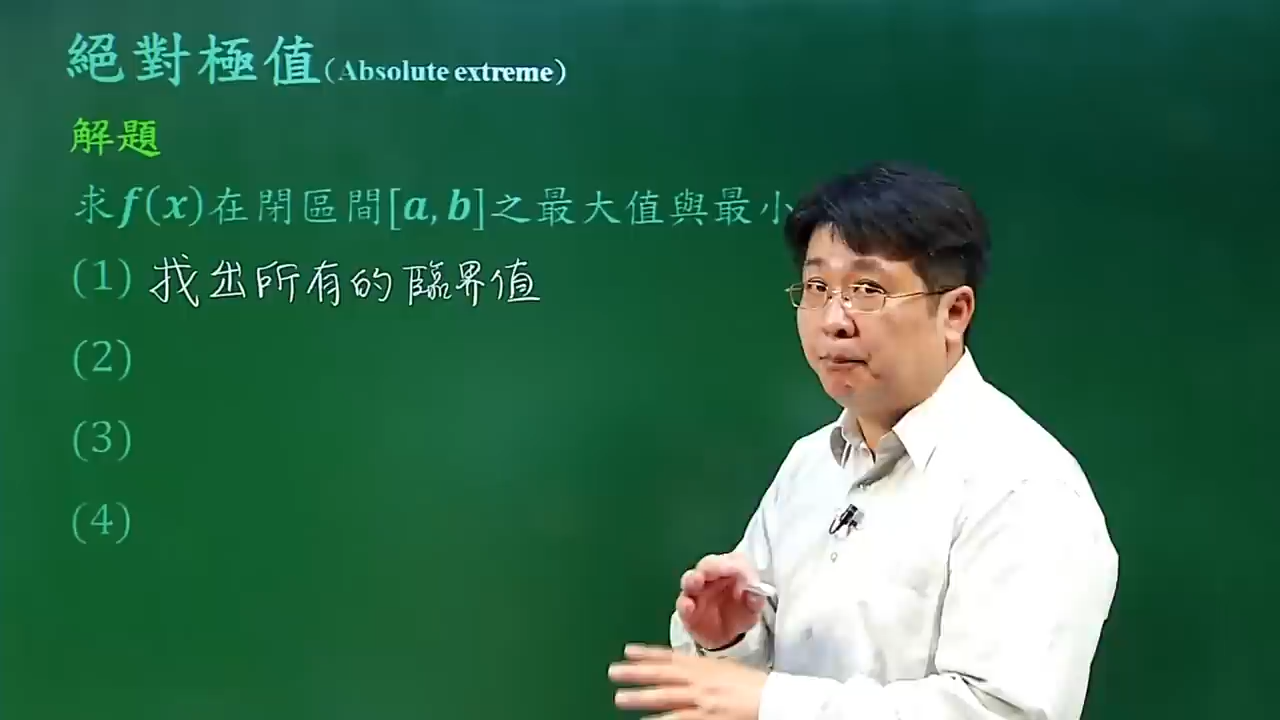 絕對極值(Absolute extreme)
解題
求f(x)在閉區間[a,b]之最大值與最小
(1) 找出所有的臨界值
(2)
(3)
(4)